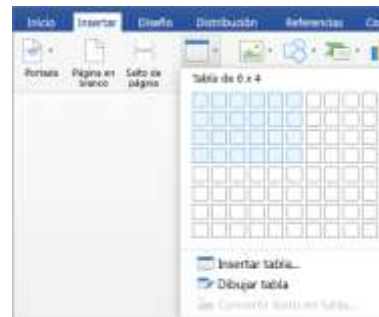 Inicio Insertar Diseño Distribución Referencias Co
Portada Página en blanco Salto de página
Tabla de 6 x 4
Insertar tabla...
Dibujar tabla
Convertir texto en tabla...